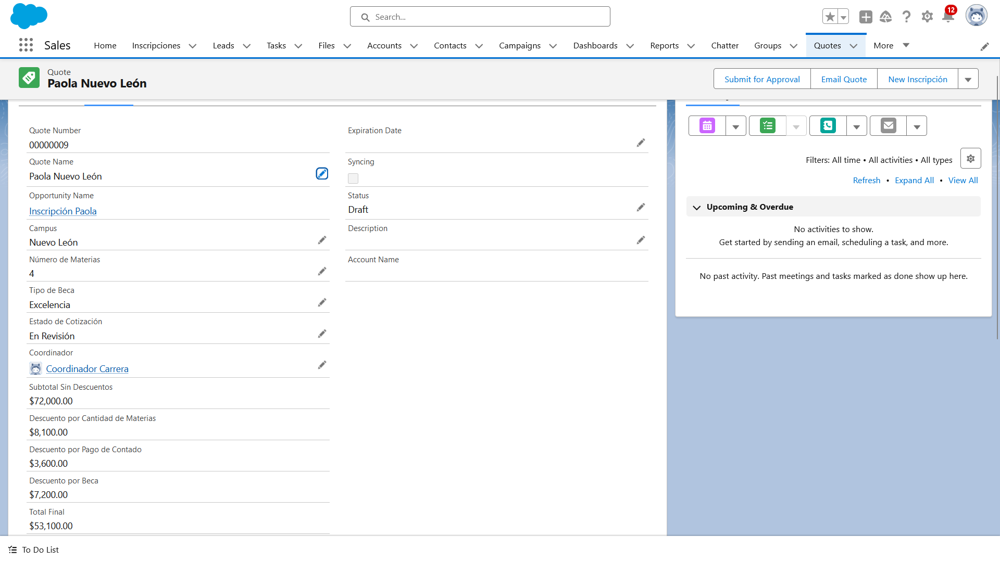 Search...
12
Sales
Home
Inscripciones
Leads
Tasks
Files
Accounts
Contacts
Campaigns
Dashboards
Reports
Chatter
Groups
Quotes
More
Quote
Paola Nuevo León
Submit for Approval
Email Quote
New Inscripción
Quote Number
00000009
Quote Name
Paola Nuevo León
Opportunity Name
Inscripción Paola
Campus
Nuevo León
Número de Materias
4
Tipo de Beca
Excelencia
Estado de Cotización
En Revisión
Coordinador
Coordinador Carrera
Subtotal Sin Descuentos
$72,000.00
Descuento por Cantidad de Materias
$8,100.00
Descuento por Pago de Contado
$3,600.00
Descuento por Beca
$7,200.00
Total Final
$53,100.00
Expiration Date
Syncing
Status
Draft
Description
Account Name
Filters: All time • All activities • All types
Refresh • Expand All • View All
Upcoming & Overdue
No activities to show.
Get started by sending an email, scheduling a task, and more.
No past activity. Past meetings and tasks marked as done show up here.
To Do List